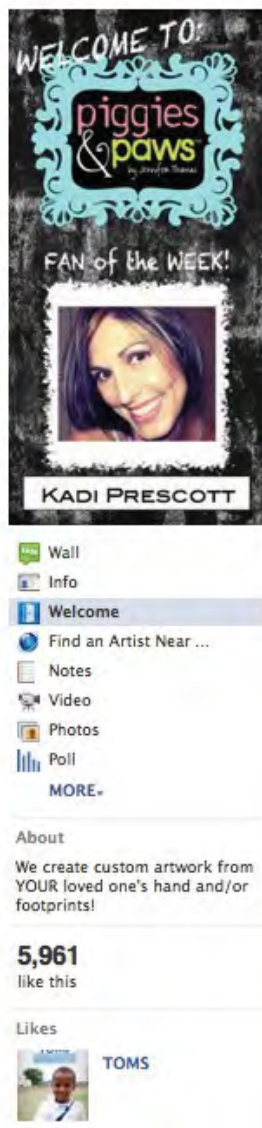 WELCOME TO:
piggies
& paws™
by Jennifer Thomas
FAN of the WEEK!
KADI PRESCOTT
Wall
Info
Welcome
Find an Artist Near ...
Notes
Video
Photos
Poll
MORE
About
We create custom artwork from
YOUR loved one's hand and/or
footprints!
5,961
like this
Likes
TOMS
TOMS